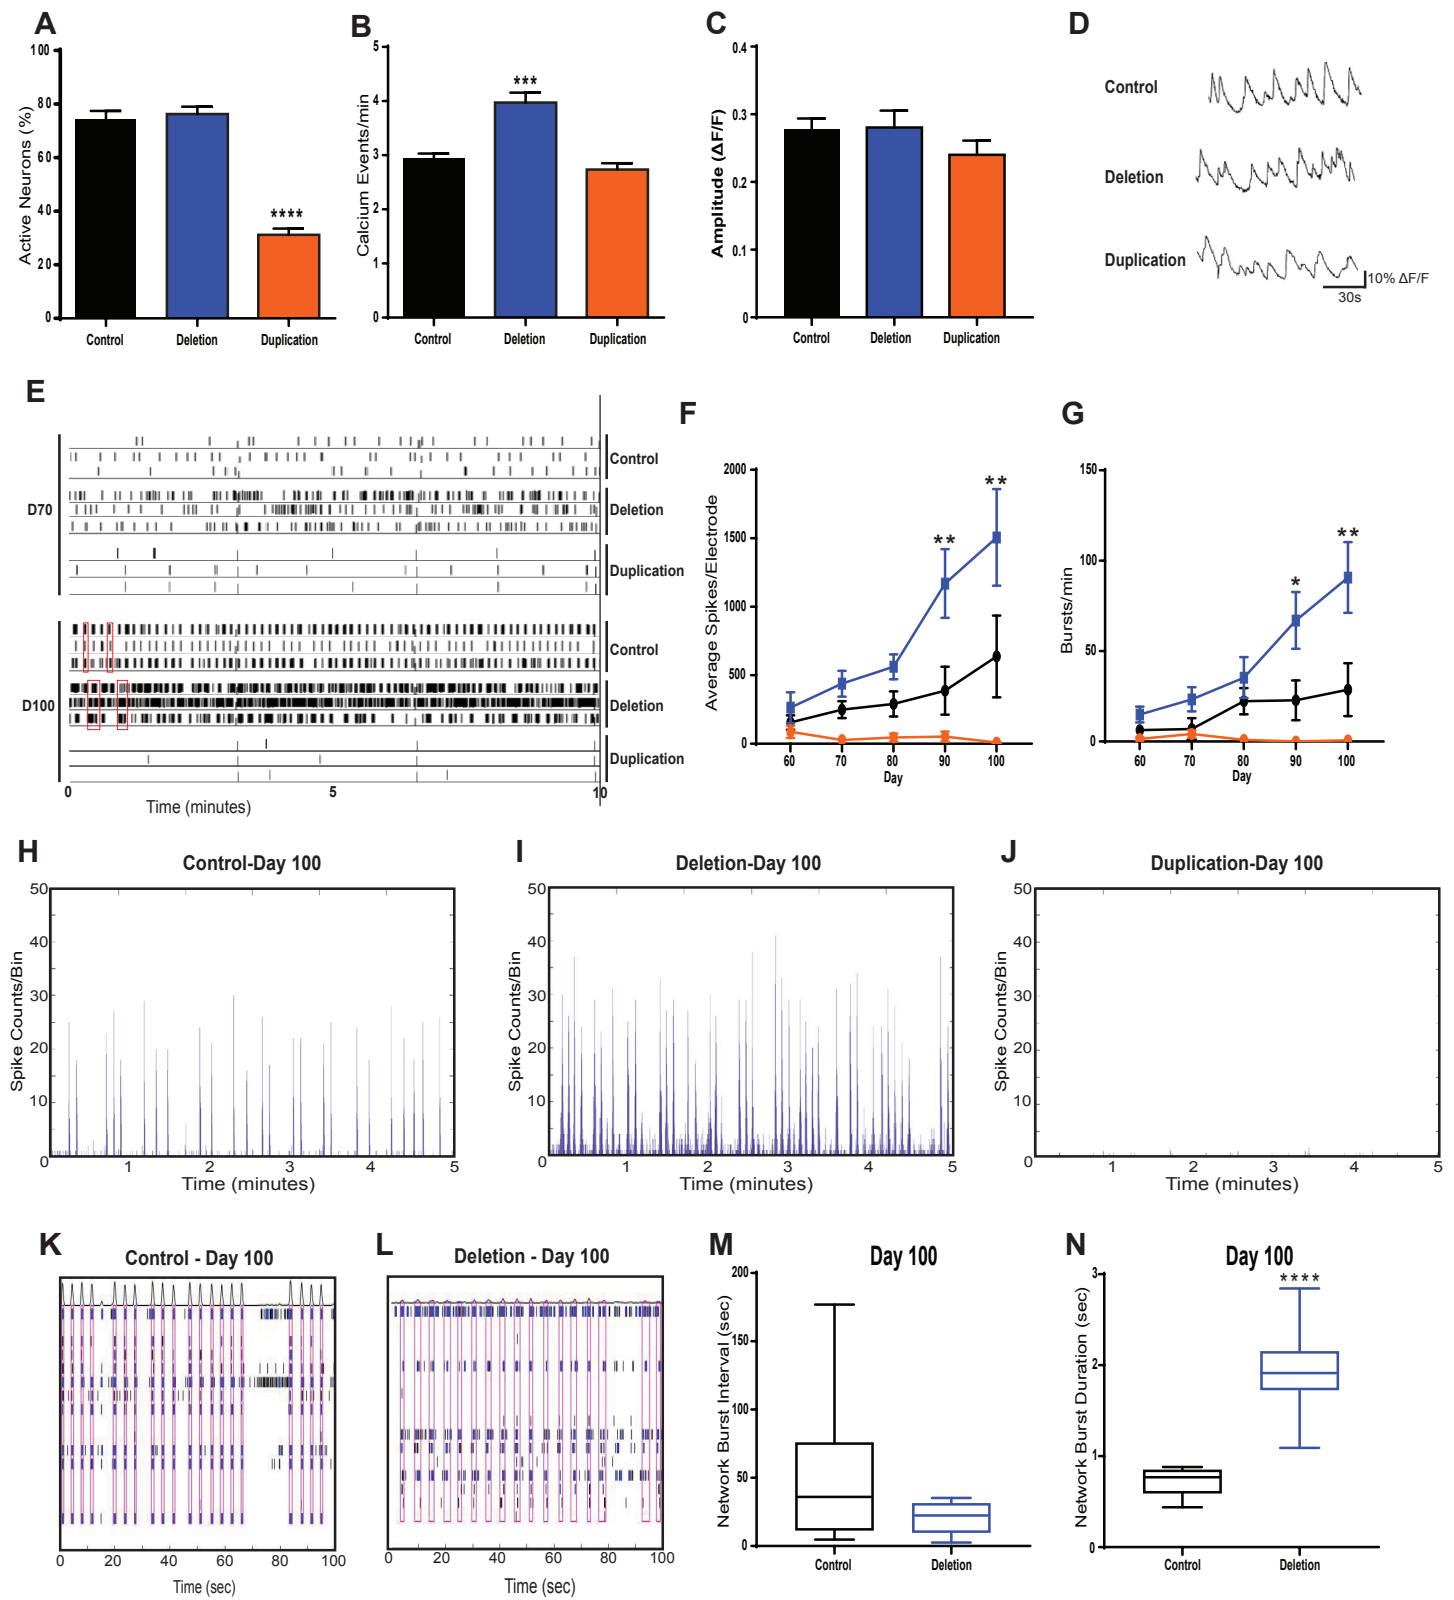 A
B
C
D
100
80
60
40
20
0
Active Neurons (%)
****
Control
Deletion
Duplication
5
4
3
2
1
0
Calcium Events/min
***
Control
Deletion
Duplication
0.4
0.3
0.2
0.1
0
Amplitude (ΔF/F)
Control
Deletion
Duplication
Control
Deletion
Duplication
10% ΔF/F
30s
E
D70
Control
Deletion
Duplication
D100
Control
Deletion
Duplication
0
5
10
Time (minutes)
F
2000
1500
1000
500
0
Average Spikes/Electrode
**
**
60
70
80
90
100
Day
G
150
100
50
0
Bursts/min
*
**
60
70
80
90
100
Day
H
Control-Day 100
50
40
30
20
10
0
Spike Counts/Bin
1
2
3
4
5
Time (minutes)
I
Deletion-Day 100
50
40
30
20
10
0
Spike Counts/Bin
1
2
3
4
5
Time (minutes)
J
Duplication-Day 100
50
40
30
20
10
0
Spike Counts/Bin
0
1
2
3
4
5
Time (minutes)
K
Control - Day 100
0
20
40
60
80
100
Time (sec)
L
Deletion - Day 100
0
20
40
60
80
100
Time (sec)
M
Day 100
200
150
100
50
0
Network Burst Interval (sec)
Control
Deletion
N
Day 100
****
3
2
1
0
Network Burst Duration (sec)
Control
Deletion